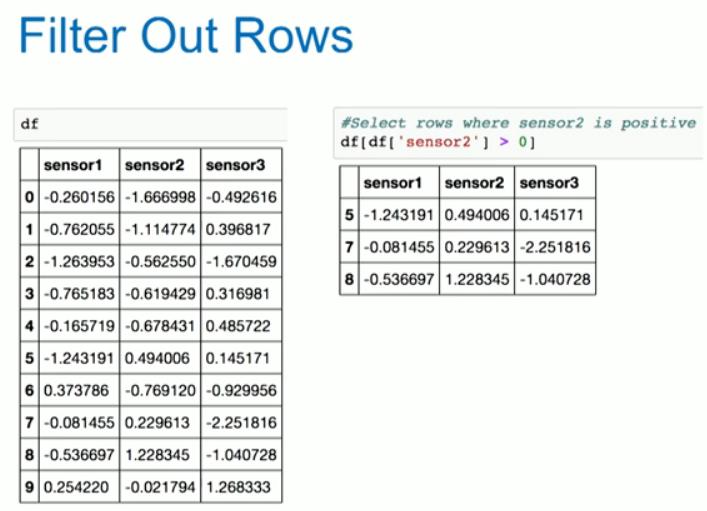 Filter Out Rows
df
sensor1 sensor2 sensor3
0 -0.260156 -1.666998 -0.492616
1 -0.762055 -1.114774 0.396817
2 -1.263953 -0.562550 -1.670459
3 -0.765183 -0.619429 0.316981
4 -0.165719 -0.678431 0.485722
5 -1.243191 0.494006 0.145171
6 0.373786 -0.769120 -0.929956
7 -0.081455 0.229613 -2.251816
8 -0.536697 1.228345 -1.040728
9 0.254220 -0.021794 1.268333
#Select rows where sensor2 is positive
df[df['sensor2'] > 0]
sensor1 sensor2 sensor3
5 -1.243191 0.494006 0.145171
7 -0.081455 0.229613 -2.251816
8 -0.536697 1.228345 -1.040728